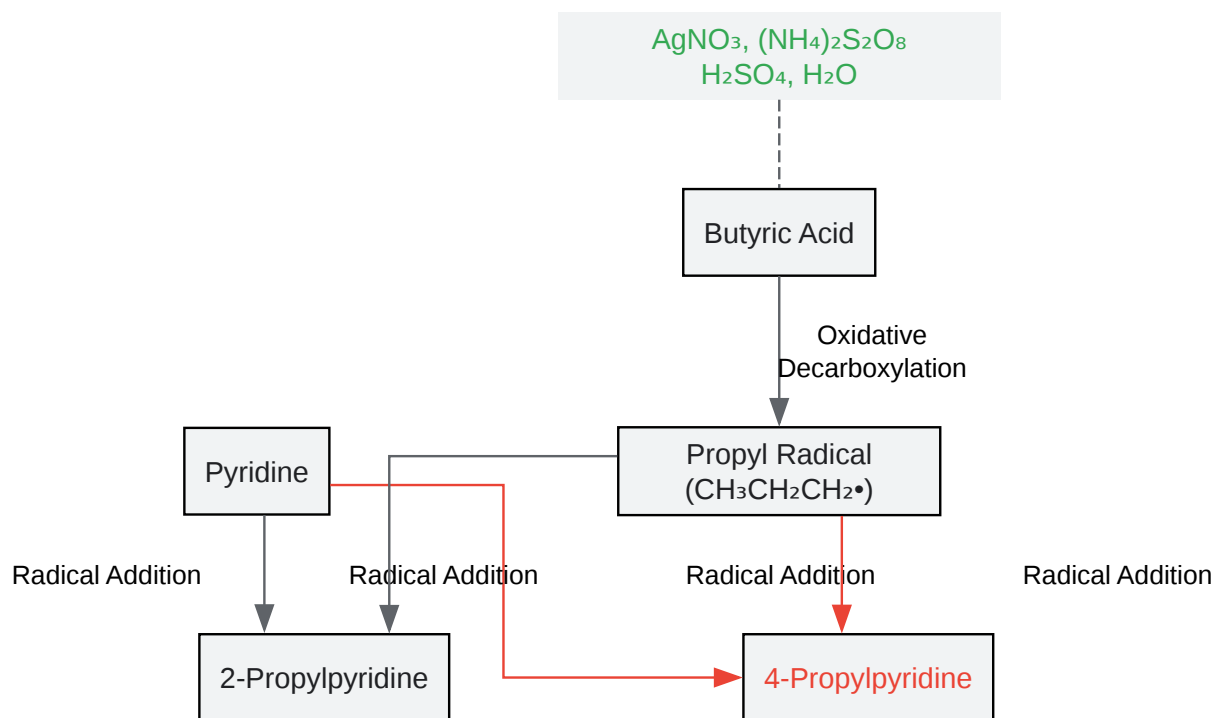 AgNO₃, (NH₄)₂S₂O₈
H₂SO₄, H₂O
Butyric Acid
Oxidative
Decarboxylation
Pyridine
Propyl Radical
(CH₃CH₂CH₂•)
Radical Addition
Radical Addition
Radical Addition
Radical Addition
2-Propylpyridine
4-Propylpyridine